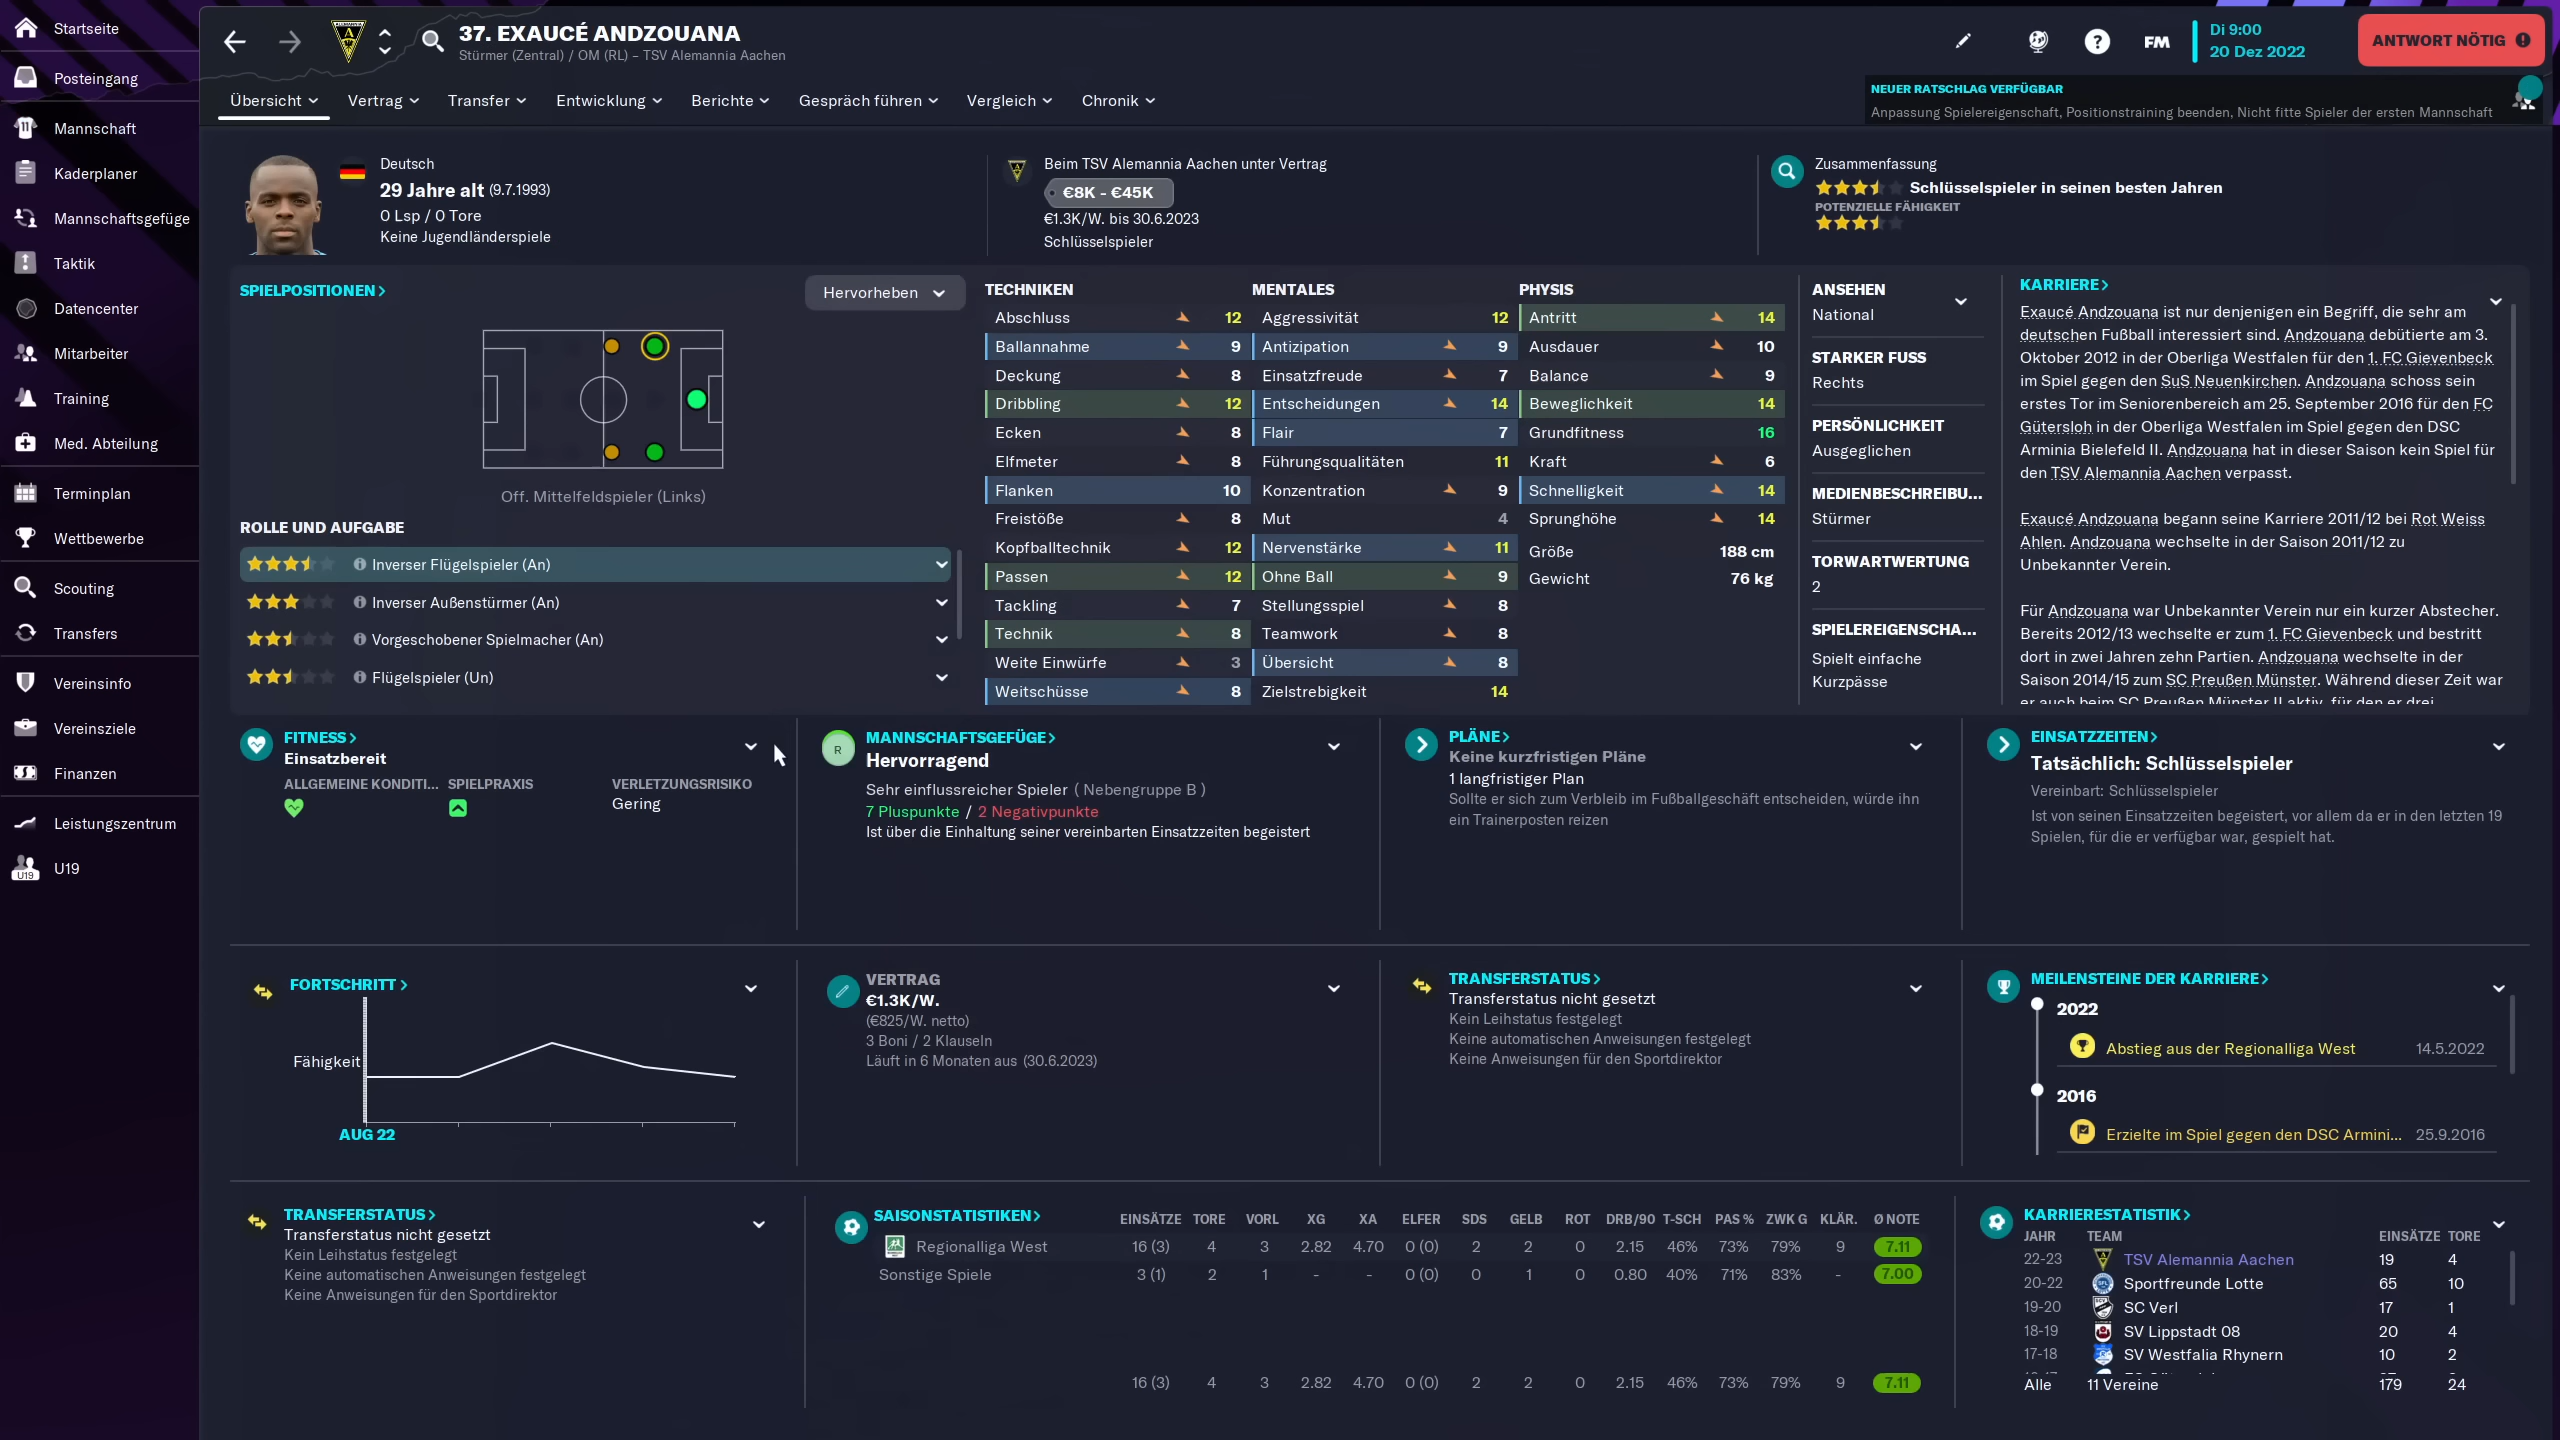 Startseite
Posteingang
Mannschaft
Kaderplaner
Mannschaftsgefüge
Taktik
Datencenter
Mitarbeiter
Training
Med. Abteilung
Terminplan
Wettbewerbe
Scouting
Transfers
Vereinsinfo
Vereinsziele
Finanzen
Leistungszentrum
U19
37. EXAUCÉ ANDZOUANA
Stürmer (Zentral) / OM (RL) – TSV Alemannia Aachen
FM
Di 9:00
20 Dez 2022
ANTWORT NÖTIG
Übersicht
Vertrag
Transfer
Entwicklung
Berichte
Gespräch führen
Vergleich
Chronik
NEUER RATSCHLAG VERFÜGBAR
Anpassung Spielereigenschaft, Positionstraining beenden, Nicht fitte Spieler der ersten Mannschaft
Deutsch
29 Jahre alt (9.7.1993)
0 Lsp / 0 Tore
Keine Jugendländerspiele
Beim TSV Alemannia Aachen unter Vertrag
€8K - €45K
€1.3K/W. bis 30.6.2023
Schlüsselspieler
Zusammenfassung
Schlüsselspieler in seinen besten Jahren
POTENZIELLE FÄHIGKEIT
SPIELPOSITIONEN
Hervorheben
Off. Mittelfeldspieler (Links)
ROLLE UND AUFGABE
Inverser Flügelspieler (An)
Inverser Außenstürmer (An)
Vorgeschobener Spielmacher (An)
Flügelspieler (Un)
TECHNIKEN
Abschluss 12
Ballannahme 9
Deckung 8
Dribbling 12
Ecken 8
Elfmeter 8
Flanken 10
Freistöße 8
Kopfballtechnik 12
Passen 12
Tackling 7
Technik 8
Weite Einwürfe 3
Weitschüsse 8
MENTALES
Aggressivität 12
Antizipation 9
Einsatzfreude 7
Entscheidungen 14
Flair 7
Führungsqualitäten 11
Konzentration 9
Mut 4
Nervenstärke 11
Ohne Ball 9
Stellungsspiel 8
Teamwork 8
Übersicht 8
Zielstrebigkeit 14
PHYSIS
Antritt 14
Ausdauer 10
Balance 9
Beweglichkeit 14
Grundfitness 16
Kraft 6
Schnelligkeit 14
Sprunghöhe 14
Größe 188 cm
Gewicht 76 kg
ANSEHEN
National
STARKER FUSS
Rechts
PERSÖNLICHKEIT
Ausgeglichen
MEDIENBESCHREIBU...
Stürmer
TORWARTWERTUNG
2
SPIELEREIGENSCHA...
Spielt einfache
Kurzpässe
KARRIERE
Exaucé Andzouana ist nur denjenigen ein Begriff, die sehr am
deutschen Fußball interessiert sind. Andzouana debütierte am 3.
Oktober 2012 in der Oberliga Westfalen für den 1. FC Gievenbeck
im Spiel gegen den SuS Neuenkirchen. Andzouana schoss sein
erstes Tor im Seniorenbereich am 25. September 2016 für den FC
Gütersloh in der Oberliga Westfalen im Spiel gegen den DSC
Arminia Bielefeld II. Andzouana hat in dieser Saison kein Spiel für
den TSV Alemannia Aachen verpasst.
Exaucé Andzouana begann seine Karriere 2011/12 bei Rot Weiss
Ahlen. Andzouana wechselte in der Saison 2011/12 zu
Unbekannter Verein.
Für Andzouana war Unbekannter Verein nur ein kurzer Abstecher.
Bereits 2012/13 wechselte er zum 1. FC Gievenbeck und bestritt
dort in zwei Jahren zehn Partien. Andzouana wechselte in der
Saison 2014/15 zum SC Preußen Münster. Während dieser Zeit war
er auch beim SC Preußen Münster II aktiv, für den er drei
FITNESS
Einsatzbereit
ALLGEMEINE KONDITI... SPIELPRAXIS VERLETZUNGSRISIKO
Gering
R
MANNSCHAFTSGEFÜGE
Hervorragend
Sehr einflussreicher Spieler ( Nebengruppe B )
7 Pluspunkte / 2 Negativpunkte
Ist über die Einhaltung seiner vereinbarten Einsatzzeiten begeistert
PLÄNE
Keine kurzfristigen Pläne
1 langfristiger Plan
Sollte er sich zum Verbleib im Fußballgeschäft entscheiden, würde ihn
ein Trainerposten reizen
EINSATZZEITEN
Tatsächlich: Schlüsselspieler
Vereinbart: Schlüsselspieler
Ist von seinen Einsatzzeiten begeistert, vor allem da er in den letzten 19
Spielen, für die er verfügbar war, gespielt hat.
FORTSCHRITT
Fähigkeit
AUG 22
VERTRAG
€1.3K/W.
(€825/W. netto)
3 Boni / 2 Klauseln
Läuft in 6 Monaten aus (30.6.2023)
TRANSFERSTATUS
Transferstatus nicht gesetzt
Kein Leihstatus festgelegt
Keine automatischen Anweisungen festgelegt
Keine Anweisungen für den Sportdirektor
MEILENSTEINE DER KARRIERE
2022
Abstieg aus der Regionalliga West 14.5.2022
2016
Erzielte im Spiel gegen den DSC Armini... 25.9.2016
TRANSFERSTATUS
Transferstatus nicht gesetzt
Kein Leihstatus festgelegt
Keine automatischen Anweisungen festgelegt
Keine Anweisungen für den Sportdirektor
SAISONSTATISTIKEN EINSÄTZE TORE VORL XG XA ELFER SDS GELB ROT DRB/90 T-SCH PAS % ZWK G KLÄR. Ø NOTE
Regionalliga West 16 (3) 4 3 2.82 4.70 0 (0) 2 2 0 2.15 46% 73% 79% 9 7.11
Sonstige Spiele 3 (1) 2 1 - - 0 (0) 0 1 0 0.80 40% 71% 83% - 7.00
16 (3) 4 3 2.82 4.70 0 (0) 2 2 0 2.15 46% 73% 79% 9 7.11
KARRIERESTATISTIK
JAHR TEAM EINSÄTZE TORE
22-23 TSV Alemannia Aachen 19 4
20-22 Sportfreunde Lotte 65 10
19-20 SC Verl 17 1
18-19 SV Lippstadt 08 20 4
17-18 SV Westfalia Rhynern 10 2
Alle 11 Vereine 179 24